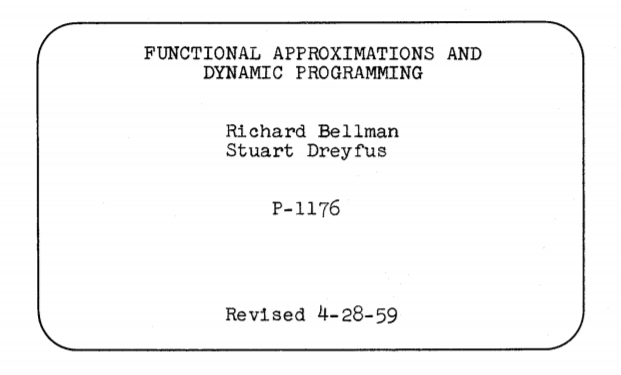 FUNCTIONAL APPROXIMATIONS AND
DYNAMIC PROGRAMMING
Richard Bellman
Stuart Dreyfus
P-1176
Revised 4-28-59